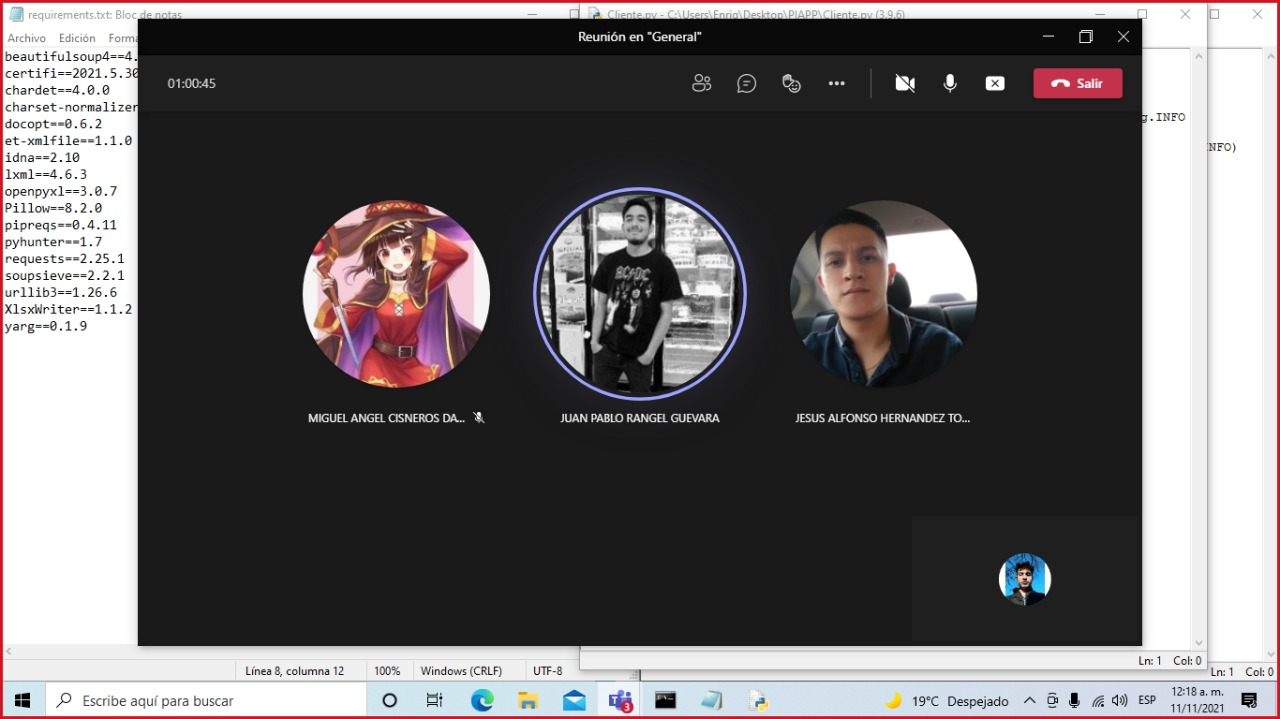 requirements.txt: Bloc de notas
Cliente.py - C:\Users\Enriq\Desktop\PIAPP\Cliente.py (3.9.6)
Archivo Edición Forma
beautifulsoup4==4.
certifi==2021.5.30
chardet==4.0.0
charset-normalizer
docopt==0.6.2
et-xmlfile==1.1.0
idna==2.10
lxml==4.6.3
openpyxl==3.0.7
Pillow==8.2.0
pipreqs==0.4.11
pyhunter==1.7
requests==2.25.1
soupsieve==2.2.1
urllib3==1.26.6
XlsxWriter==1.1.2
yarg==0.1.9
Reunión en "General"
01:00:45
Salir
g.INFO
NFO)
AC/DC
MIGUEL ANGEL CISNEROS DA...
JUAN PABLO RANGEL GUEVARA
JESUS ALFONSO HERNANDEZ TO...
Línea 8, columna 12 100% Windows (CRLF) UTF-8
Ln: 1 Col: 0
Ln: 1 Col: 0
Escribe aquí para buscar
3
19°C Despejado
ESP
12:18 a. m.
11/11/2021